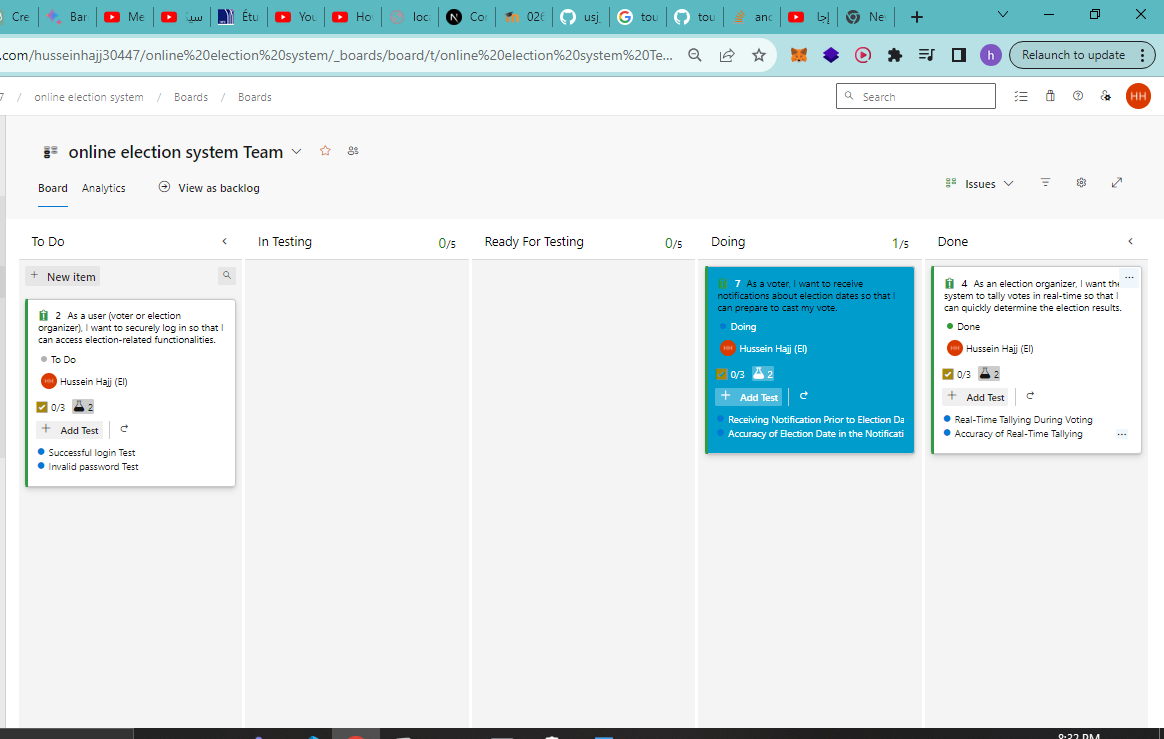 Cre
Bar
Me
سيا
Étu
You
Ho
loc
Cor
026
usj_
tou
tou
anc
إجا
Ne
.com/husseinhajj30447/online%20election%20system/_boards/board/t/online%20election%20system%20Te...
h
Relaunch to update
7 / online election system / Boards / Boards
Search
HH
online election system Team
Board Analytics View as backlog
Issues
To Do
In Testing 0/5
Ready For Testing 0/5
Doing 1/5
Done
New item
2 As a user (voter or election
organizer), I want to securely log in so that I
can access election-related functionalities.
To Do
HH Hussein Hajj (El)
0/3 2
Add Test
Successful login Test
Invalid password Test
7 As a voter, I want to receive
notifications about election dates so that I
can prepare to cast my vote.
Doing
HH Hussein Hajj (El)
0/3 2
Add Test
Receiving Notification Prior to Election Da
Accuracy of Election Date in the Notificati
4 As an election organizer, I want the
system to tally votes in real-time so that I
can quickly determine the election results.
Done
HH Hussein Hajj (El)
0/3 2
Add Test
Real-Time Tallying During Voting
Accuracy of Real-Time Tallying
8:32 PM